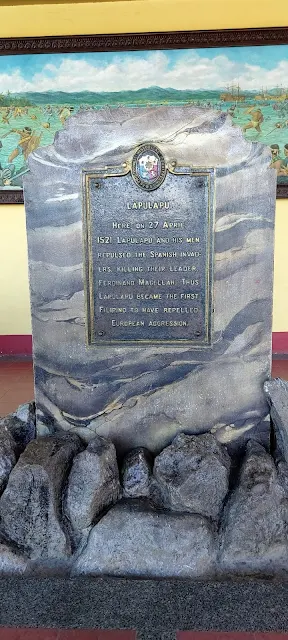 LAPULAPU
HERE ON 27 APRIL
1521 LAPULAPU AND HIS MEN
REPULSED THE SPANISH INVAD
ERS, KILLING THEIR LEADER,
FERDINAND MAGELLAN. THUS,
LAPULAPU BECAME THE FIRST
FILIPINO TO HAVE REPELLED
EUROPEAN AGGRESSION.